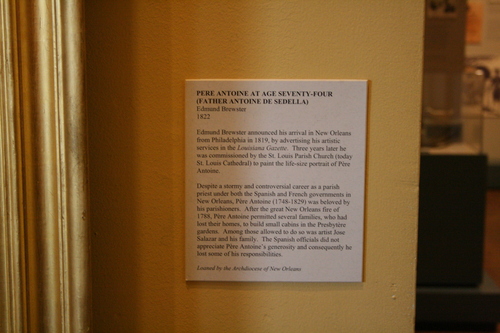 PERE ANTOINE AT AGE SEVENTY-FOUR
(FATHER ANTOINE DE SEDELLA)
Edmund Brewster
1822
Edmund Brewster announced his arrival in New Orleans
from Philadelphia in 1819, by advertising his artistic
services in the Louisiana Gazette. Three years later he
was commissioned by the St. Louis Parish Church (today
St. Louis Cathedral) to paint the life-size portrait of Père
Antoine.
Despite a stormy and controversial career as a parish
priest under both the Spanish and French governments in
New Orleans, Père Antoine (1748-1829) was beloved by
his parishioners. After the great New Orleans fire of
1788, Père Antoine permitted several families, who had
lost their homes, to build small cabins in the Presbytère
gardens. Among those allowed to do so was artist Jose
Salazar and his family. The Spanish officials did not
appreciate Père Antoine's generosity and consequently he
lost some of his responsibilities.
Loaned by the Archdiocese of New Orleans